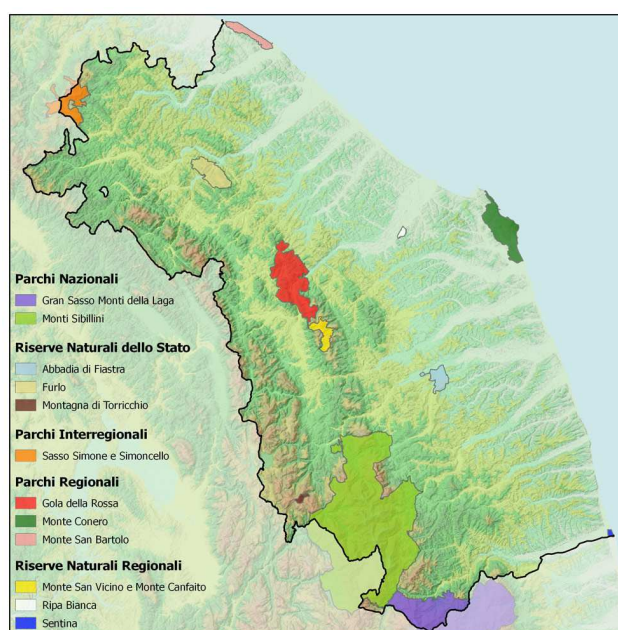 Parchi Nazionali
Gran Sasso Monti della Laga
Monti Sibillini
Riserve Naturali dello Stato
Abbadia di Fiastra
Furlo
Montagna di Torricchio
Parchi Interregionali
Sasso Simone e Simoncello
Parchi Regionali
Gola della Rossa
Monte Conero
Monte San Bartolo
Riserve Naturali Regionali
Monte San Vicino e Monte Canfaito
Ripa Bianca
Sentina